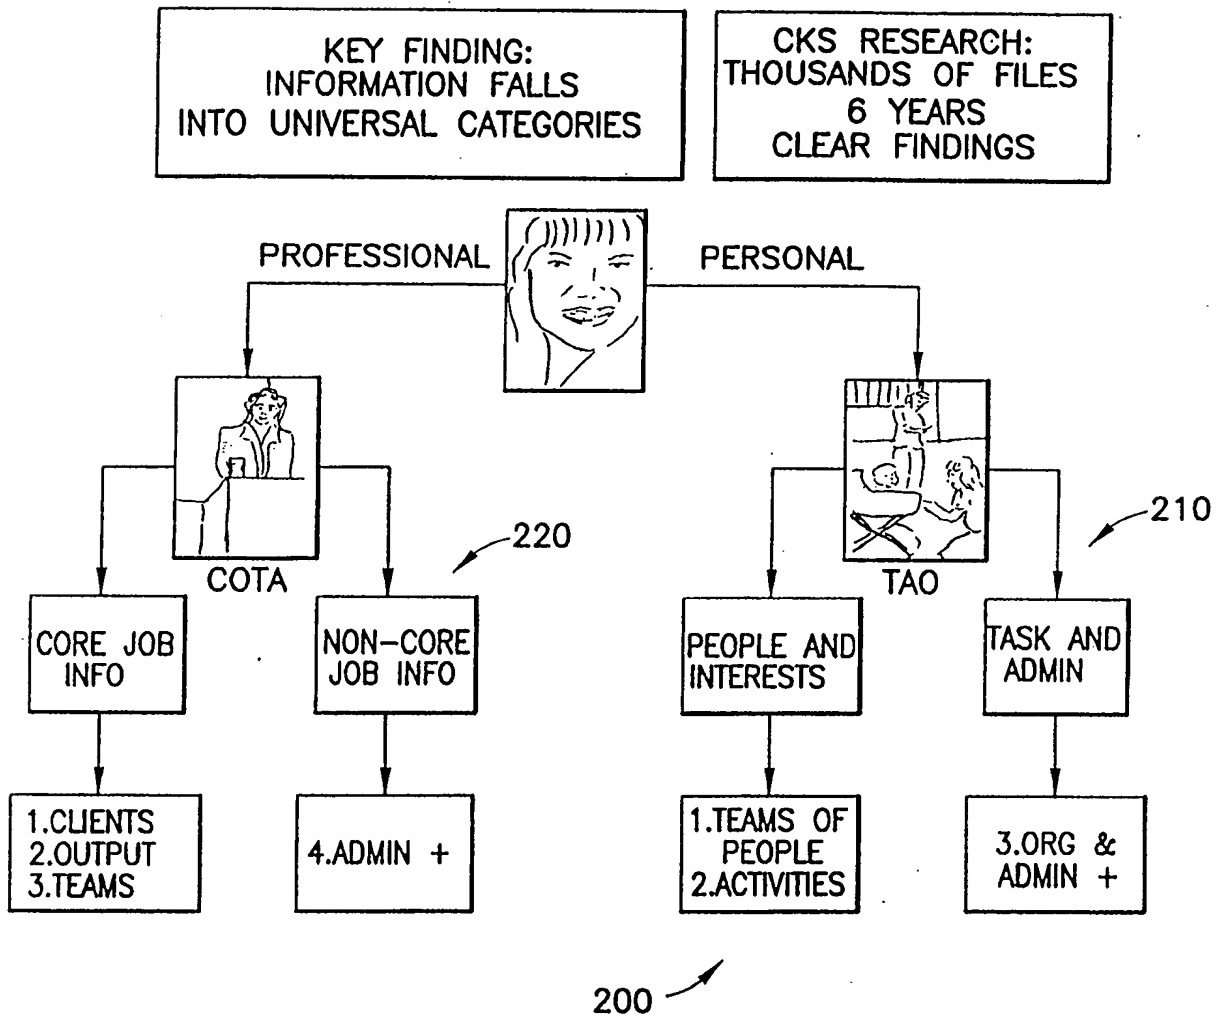 KEY FINDING:
INFORMATION FALLS
INTO UNIVERSAL CATEGORIES
CKS RESEARCH:
THOUSANDS OF FILES
6 YEARS
CLEAR FINDINGS
PROFESSIONAL
PERSONAL
COTA
220
TAO
210
CORE JOB
INFO
NON-CORE
JOB INFO
PEOPLE AND
INTERESTS
TASK AND
ADMIN
1.CLIENTS
2.OUTPUT
3.TEAMS
4.ADMIN +
1.TEAMS OF
PEOPLE
2.ACTIVITIES
3.ORG &
ADMIN +
200